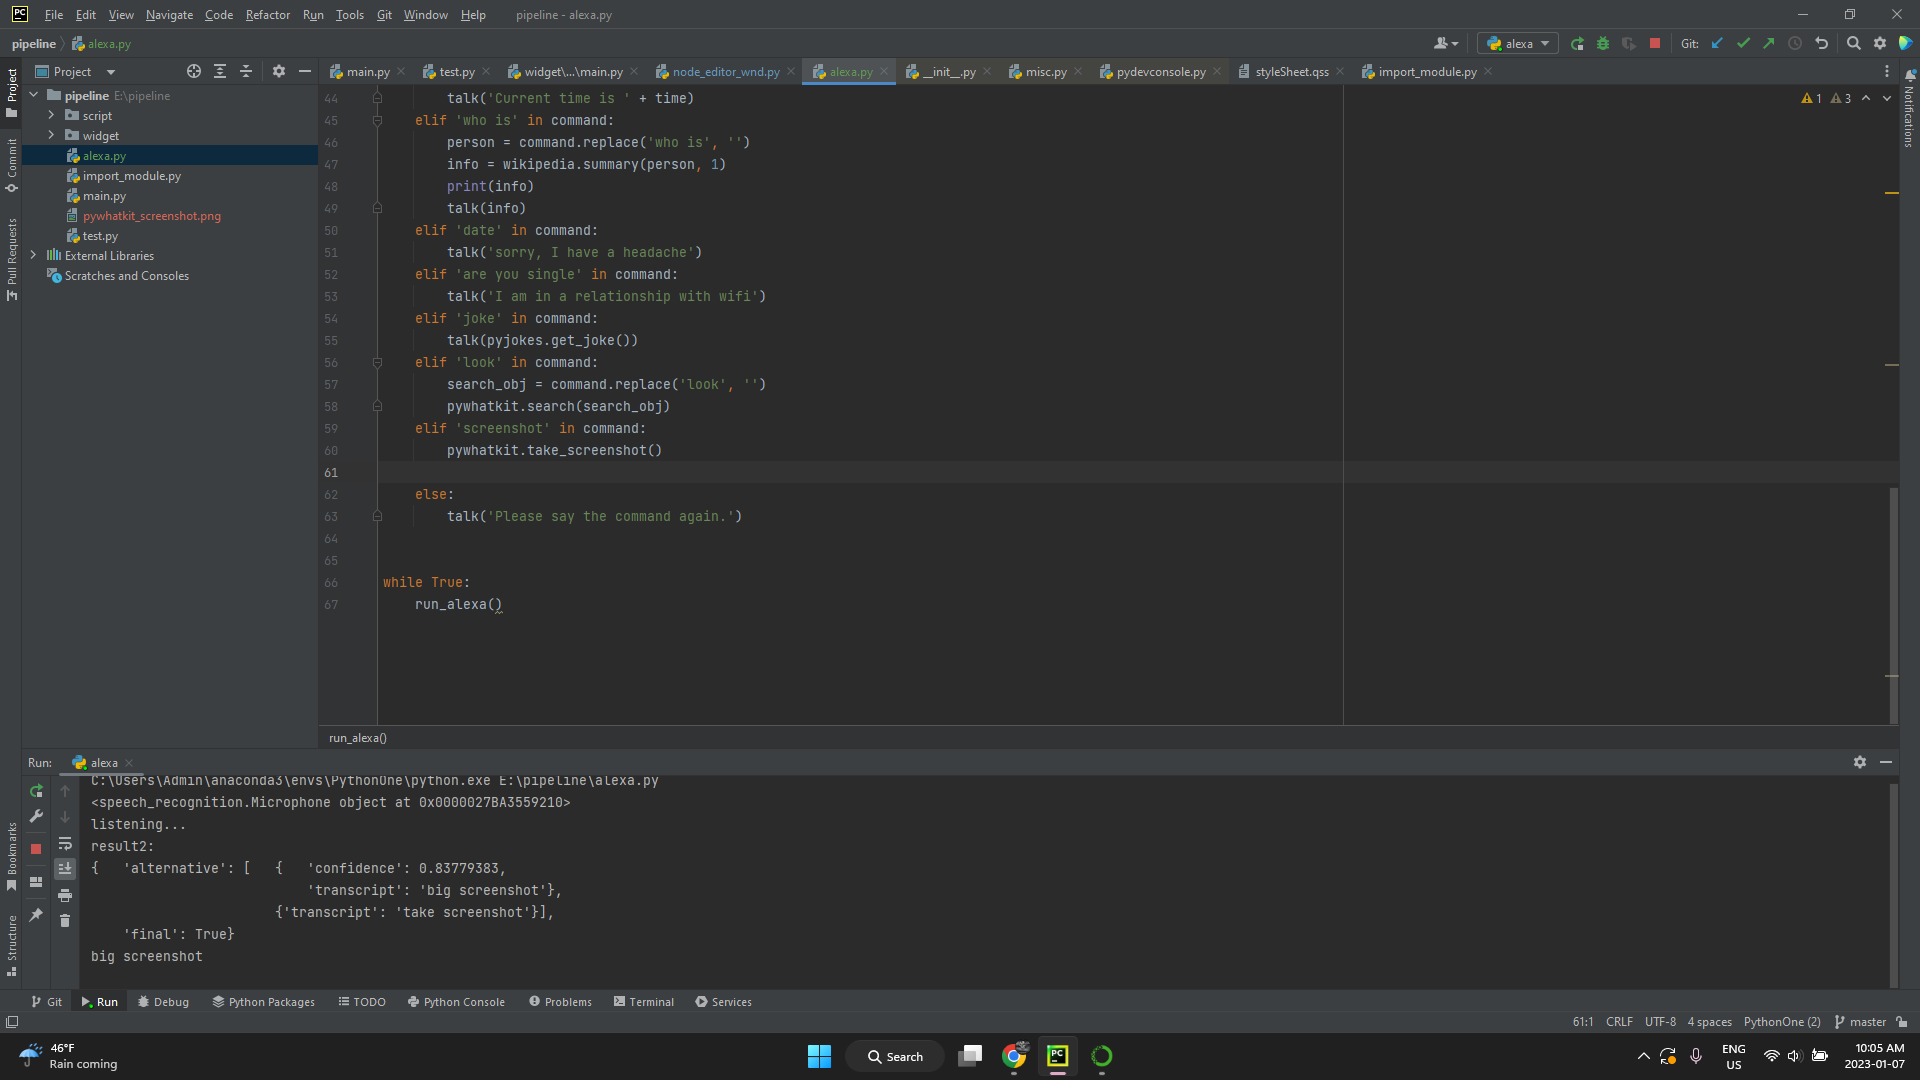 PC File Edit View Navigate Code Refactor Run Tools Git Window Help pipeline - alexa.py
pipeline alexa.py alexa Git:
Project
main.py test.py widget\...\main.py node_editor_wnd.py alexa.py __init__.py misc.py pydevconsole.py styleSheet.qss import_module.py
Project
Commit
Pull Requests
Bookmarks
Structure
Notifications
pipeline E:\pipeline
script
widget
alexa.py
import_module.py
main.py
pywhatkit_screenshot.png
test.py
External Libraries
Scratches and Consoles
1 3
44 talk('Current time is ' + time)
45 elif 'who is' in command:
46 person = command.replace('who is', '')
47 info = wikipedia.summary(person, 1)
48 print(info)
49 talk(info)
50 elif 'date' in command:
51 talk('sorry, I have a headache')
52 elif 'are you single' in command:
53 talk('I am in a relationship with wifi')
54 elif 'joke' in command:
55 talk(pyjokes.get_joke())
56 elif 'look' in command:
57 search_obj = command.replace('look', '')
58 pywhatkit.search(search_obj)
59 elif 'screenshot' in command:
60 pywhatkit.take_screenshot()
61
62 else:
63 talk('Please say the command again.')
64
65
66 while True:
67 run_alexa()
run_alexa()
Run: alexa
C:\Users\Admin\anaconda3\envs\PythonOne\python.exe E:\pipeline\alexa.py
<speech_recognition.Microphone object at 0x0000027BA3559210>
listening...
result2:
{ 'alternative': [ { 'confidence': 0.83779383,
'transcript': 'big screenshot'},
{'transcript': 'take screenshot'}],
'final': True}
big screenshot
Git Run Debug Python Packages TODO Python Console Problems Terminal Services
61:1 CRLF UTF-8 4 spaces PythonOne (2) master
46°F
Rain coming
Search
PC
ENG
US
10:05 AM
2023-01-07